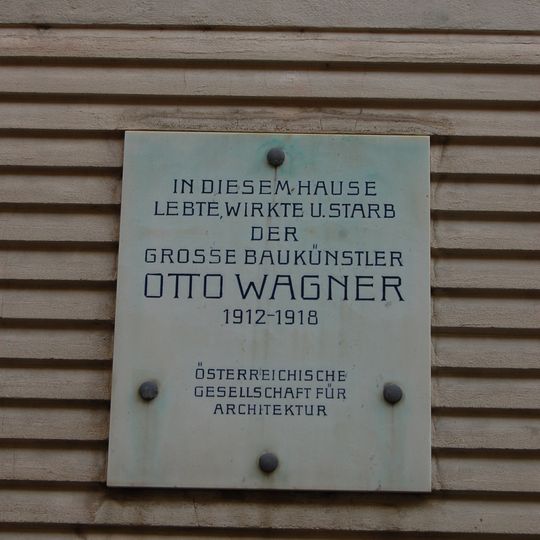 IN DIESEM HAUSE
LEBTE, WIRKTE U. STARB
DER
GROSSE BAUKÜNSTLER
OTTO WAGNER
1912-1918
ÖSTERREICHISCHE
GESELLSCHAFT FÜR
ARCHITEKTUR